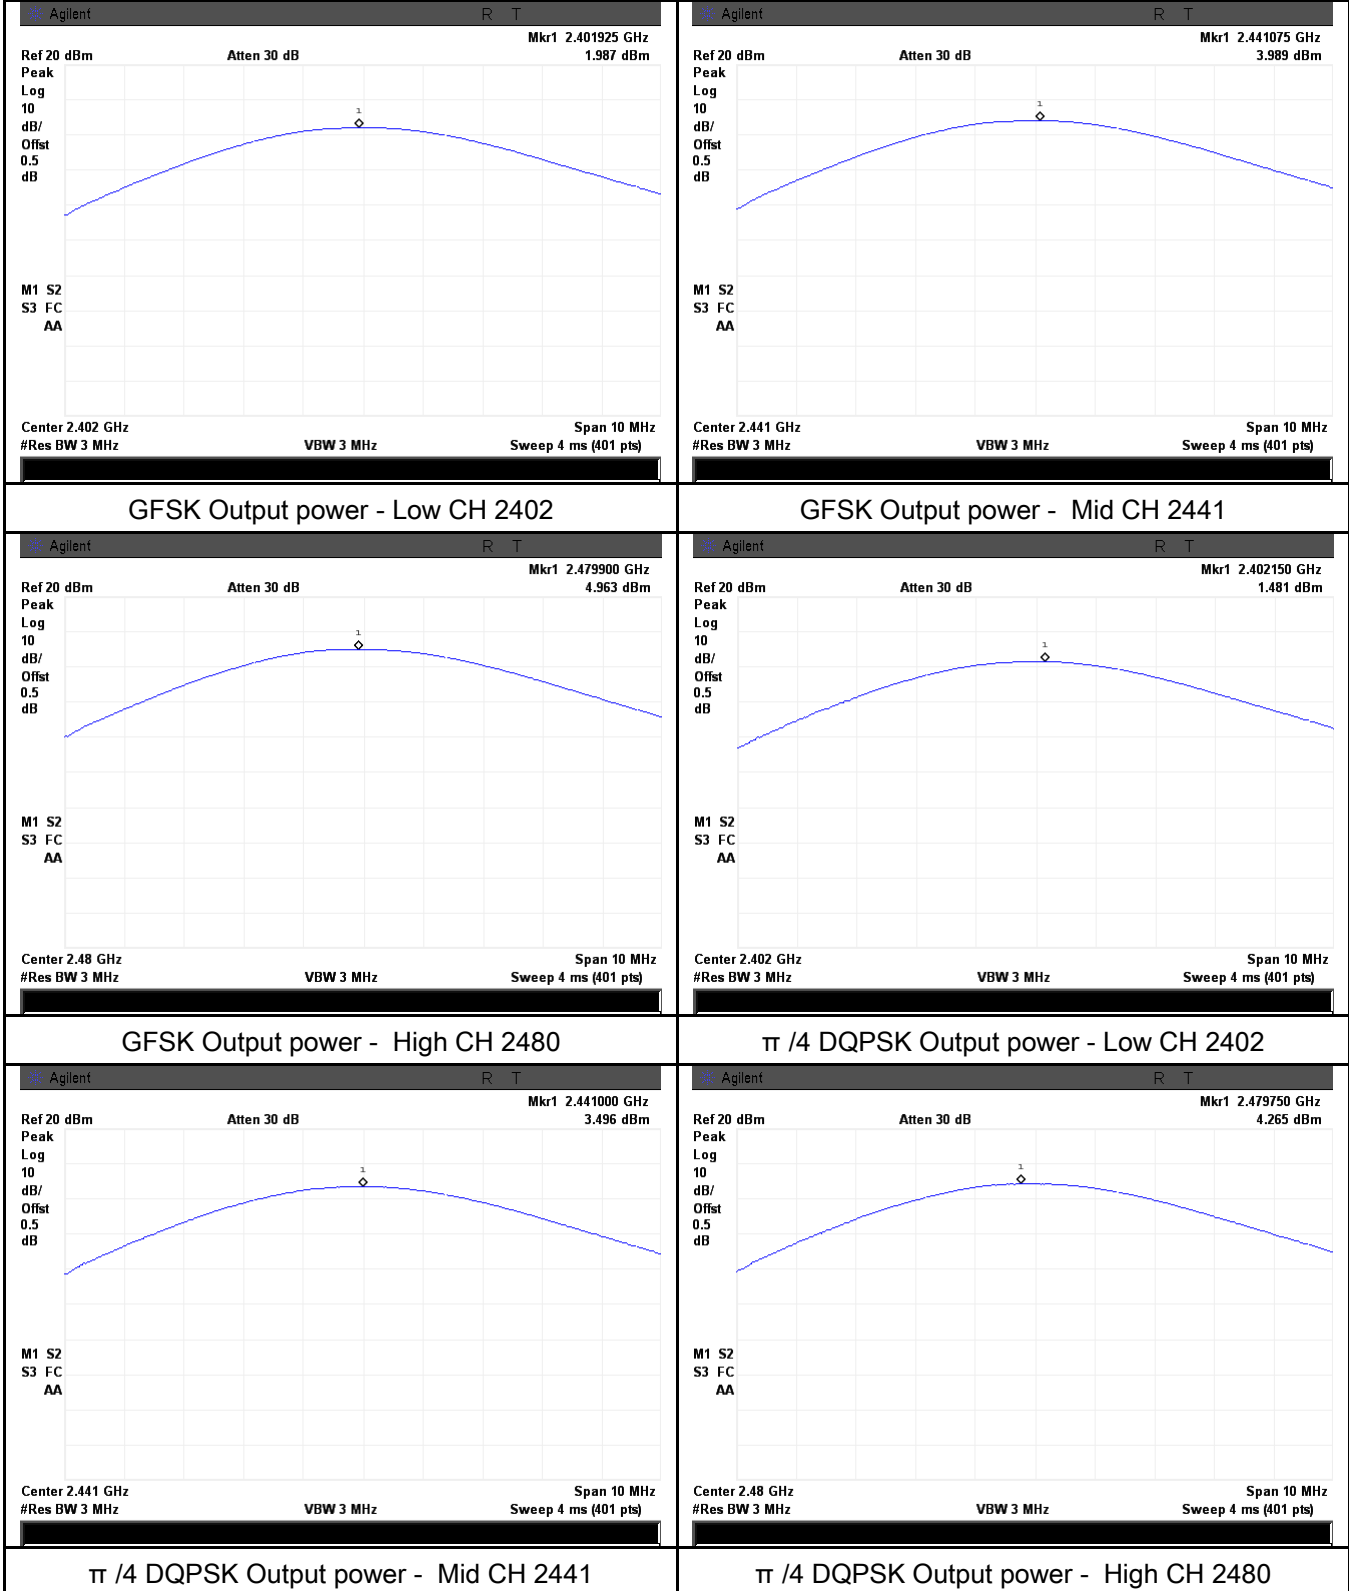 Agilent R T
Mkr1 2.401925 GHz
Ref 20 dBm Atten 30 dB 1.987 dBm
Peak
Log
10
dB/
Offst
0.5
dB
1
M1 S2
S3 FC
AA
Center 2.402 GHz Span 10 MHz
#Res BW 3 MHz VBW 3 MHz Sweep 4 ms (401 pts)
GFSK Output power - Low CH 2402
Agilent R T
Mkr1 2.441075 GHz
Ref 20 dBm Atten 30 dB 3.989 dBm
Peak
Log
10
dB/
Offst
0.5
dB
1
M1 S2
S3 FC
AA
Center 2.441 GHz Span 10 MHz
#Res BW 3 MHz VBW 3 MHz Sweep 4 ms (401 pts)
GFSK Output power - Mid CH 2441
Agilent R T
Mkr1 2.479900 GHz
Ref 20 dBm Atten 30 dB 4.963 dBm
Peak
Log
10
dB/
Offst
0.5
dB
1
M1 S2
S3 FC
AA
Center 2.48 GHz Span 10 MHz
#Res BW 3 MHz VBW 3 MHz Sweep 4 ms (401 pts)
GFSK Output power - High CH 2480
Agilent R T
Mkr1 2.402150 GHz
Ref 20 dBm Atten 30 dB 1.481 dBm
Peak
Log
10
dB/
Offst
0.5
dB
1
M1 S2
S3 FC
AA
Center 2.402 GHz Span 10 MHz
#Res BW 3 MHz VBW 3 MHz Sweep 4 ms (401 pts)
π /4 DQPSK Output power - Low CH 2402
Agilent R T
Mkr1 2.441000 GHz
Ref 20 dBm Atten 30 dB 3.496 dBm
Peak
Log
10
dB/
Offst
0.5
dB
1
M1 S2
S3 FC
AA
Center 2.441 GHz Span 10 MHz
#Res BW 3 MHz VBW 3 MHz Sweep 4 ms (401 pts)
π /4 DQPSK Output power - Mid CH 2441
Agilent R T
Mkr1 2.479750 GHz
Ref 20 dBm Atten 30 dB 4.265 dBm
Peak
Log
10
dB/
Offst
0.5
dB
1
M1 S2
S3 FC
AA
Center 2.48 GHz Span 10 MHz
#Res BW 3 MHz VBW 3 MHz Sweep 4 ms (401 pts)
π /4 DQPSK Output power - High CH 2480